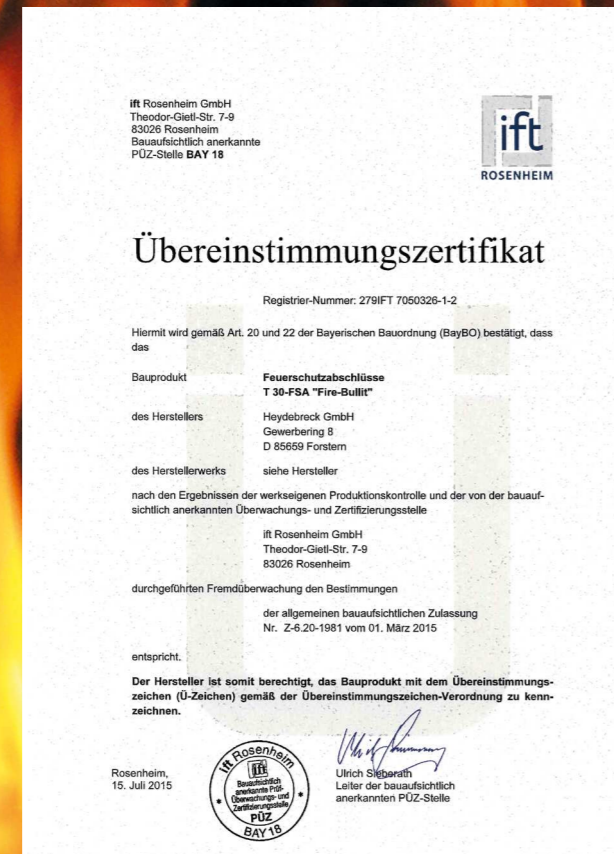 ift Rosenheim GmbH
Theodor-Gietl-Str. 7-9
83026 Rosenheim
Bauaufsichtlich anerkannte
PÜZ-Stelle BAY 18
ift
ROSENHEIM
Übereinstimmungszertifikat
Registrier-Nummer: 279IFT 7050326-1-2
Hiermit wird gemäß Art. 20 und 22 der Bayerischen Bauordnung (BayBO) bestätigt, dass
das
Bauprodukt Feuerschutzabschlüsse
T 30-FSA "Fire-Bullit"
des Herstellers Heydebreck GmbH
Gewerbering 8
D 85659 Forstern
des Herstellerwerks siehe Hersteller
nach den Ergebnissen der werkseigenen Produktionskontrolle und der von der bauauf-
sichtlich anerkannten Überwachungs- und Zertifizierungsstelle
ift Rosenheim GmbH
Theodor-Gietl-Str. 7-9
83026 Rosenheim
durchgeführten Fremdüberwachung den Bestimmungen
der allgemeinen bauaufsichtlichen Zulassung
Nr. Z-6.20-1981 vom 01. März 2015
entspricht.
Der Hersteller ist somit berechtigt, das Bauprodukt mit dem Übereinstimmungs-
zeichen (Ü-Zeichen) gemäß der Übereinstimmungszeichen-Verordnung zu kenn-
zeichnen.
Rosenheim,
15. Juli 2015
ift Rosenheim
ift
Bauaufsichtlich
anerkannte Prüf-
Überwachungs- und
Zertifizierungsstelle
PÜZ
BAY 18
Ulrich Sieberath
Leiter der bauaufsichtlich
anerkannten PÜZ-Stelle